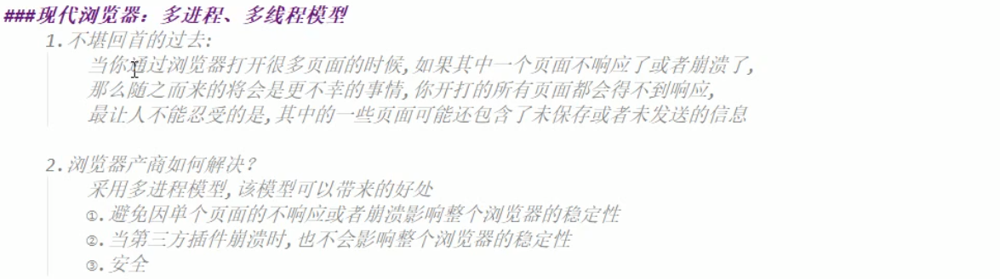 ###现代浏览器：多进程、多线程模型
1.不堪回首的过去:
当你通过浏览器打开很多页面的时候,如果其中一个页面不响应了或者崩溃了,
那么随之而来的将会是更不幸的事情,你开打的所有页面都会得不到响应,
最让人不能忍受的是,其中的一些页面可能还包含了未保存或者未发送的信息
2.浏览器产商如何解决?
采用多进程模型,该模型可以带来的好处
①.避免因单个页面的不响应或者崩溃影响整个浏览器的稳定性
②.当第三方插件崩溃时,也不会影响整个浏览器的稳定性
③.安全